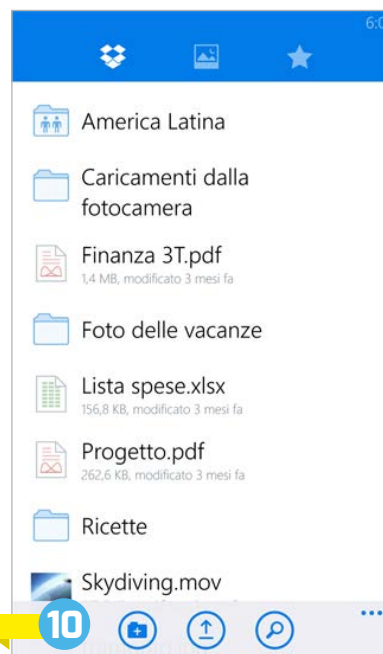 6:0
America Latina
Caricamenti dalla
fotocamera
Finanza 3T.pdf
1,4 MB, modificato 3 mesi fa
Foto delle vacanze
Lista spese.xlsx
156,8 KB, modificato 3 mesi fa
Progetto.pdf
262,6 KB, modificato 3 mesi fa
Ricette
Skydiving.mov
10